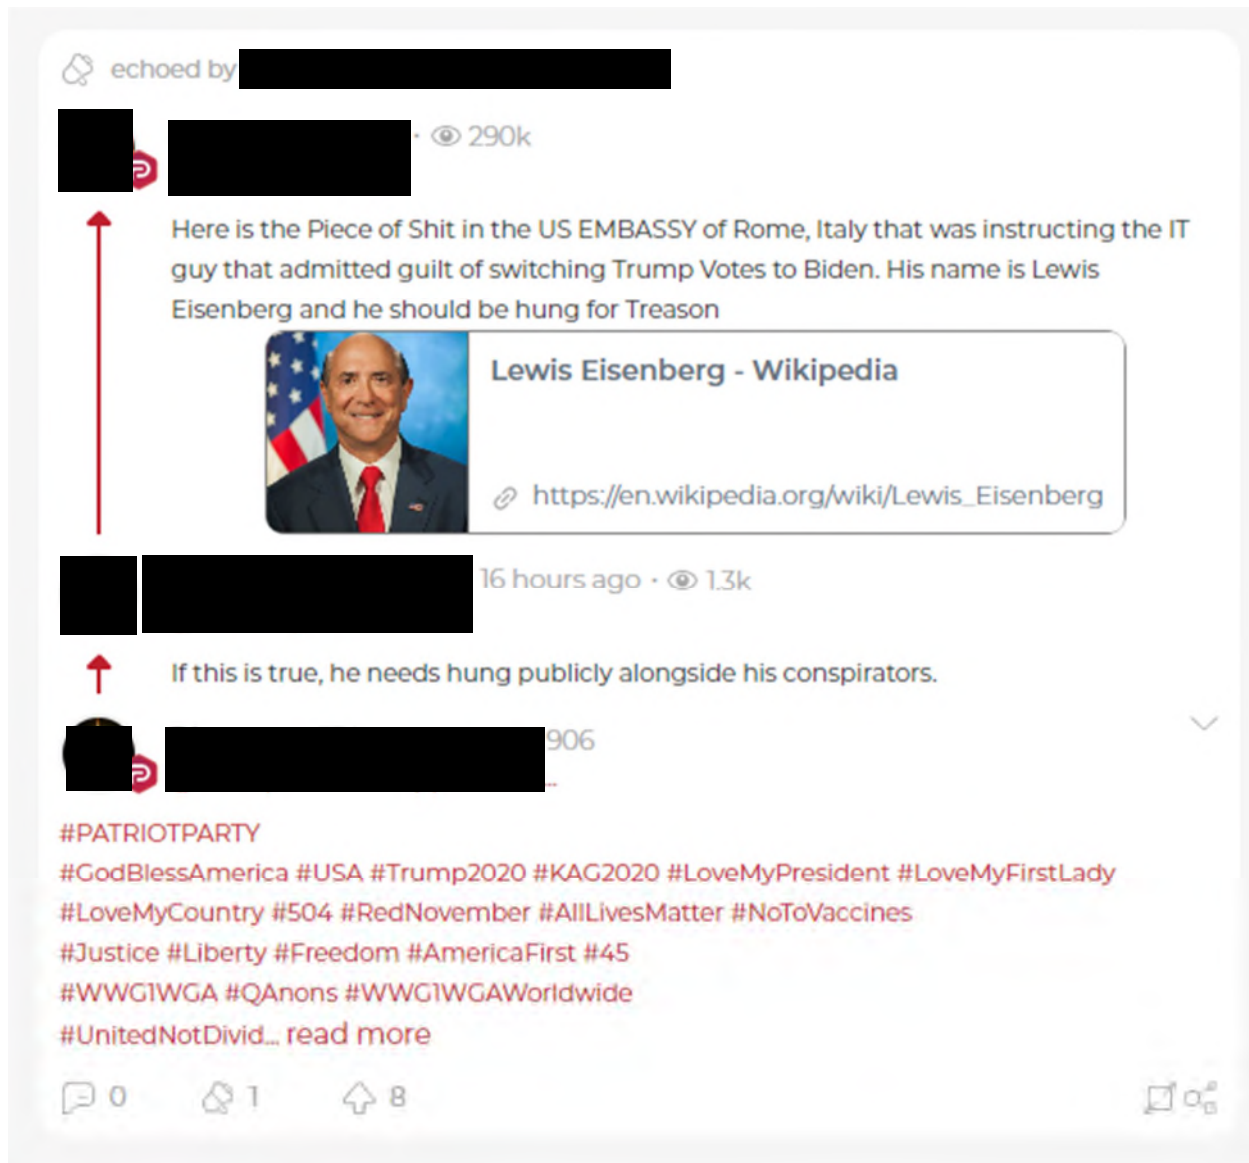 echoed by
290k
Here is the Piece of Shit in the US EMBASSY of Rome, Italy that was instructing the IT
guy that admitted guilt of switching Trump Votes to Biden. His name is Lewis
Eisenberg and he should be hung for Treason
Lewis Eisenberg - Wikipedia
https://en.wikipedia.org/wiki/Lewis_Eisenberg
16 hours ago · 1.3k
If this is true, he needs hung publicly alongside his conspirators.
906
...
#PATRIOTPARTY
#GodBlessAmerica #USA #Trump2020 #KAG2020 #LoveMyPresident #LoveMyFirstLady
#LoveMyCountry #504 #RedNovember #AllLivesMatter #NoToVaccines
#Justice #Liberty #Freedom #AmericaFirst #45
#WWG1WGA #QAnons #WWG1WGAWorldwide
#UnitedNotDivid... read more
0 1 8